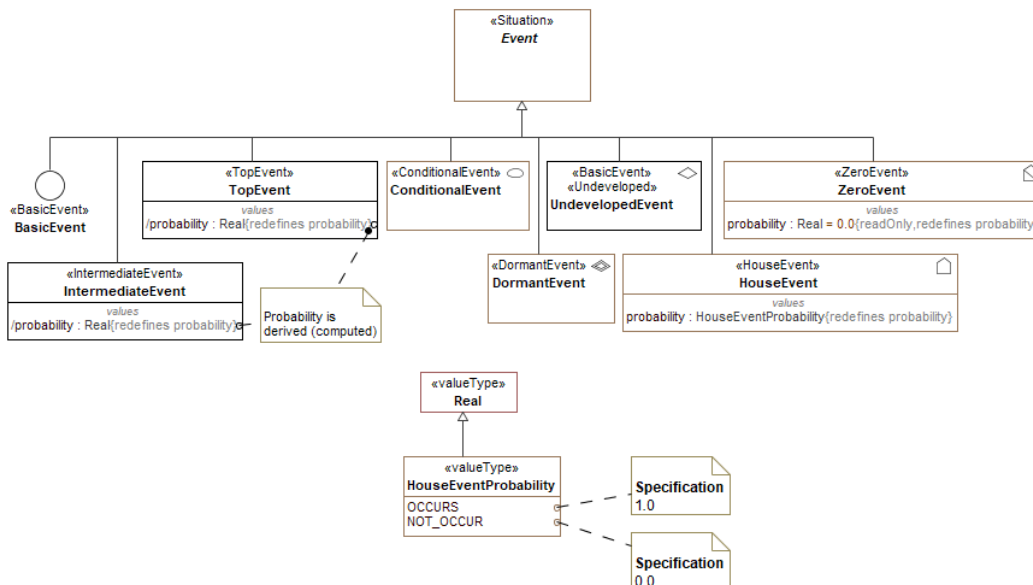 «Situation»
Event
«BasicEvent»
BasicEvent
«TopEvent»
TopEvent
values
/probability : Real{redefines probability}
«ConditionalEvent»
ConditionalEvent
«BasicEvent»
«Undeveloped»
UndevelopedEvent
«ZeroEvent»
ZeroEvent
values
probability : Real = 0.0{readOnly,redefines probability
«IntermediateEvent»
IntermediateEvent
values
/probability : Real{redefines probability}
Probability is
derived (computed)
«DormantEvent»
DormantEvent
«HouseEvent»
HouseEvent
values
probability : HouseEventProbability{redefines probability}
«valueType»
Real
«valueType»
HouseEventProbability
OCCURS
NOT_OCCUR
Specification
1.0
Specification
0.0